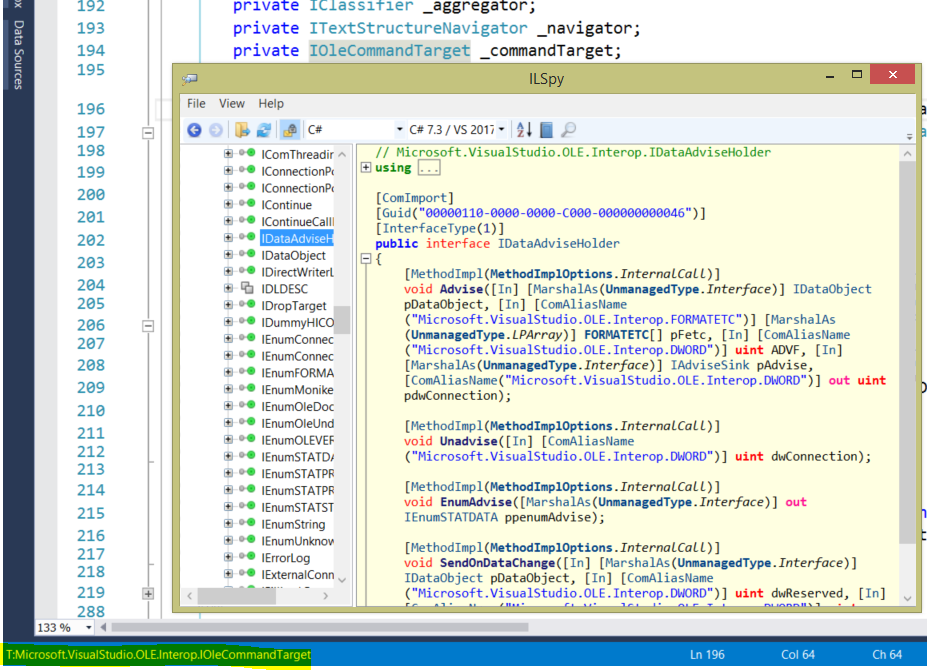 192 private IClassifier _aggregator;
193 private ITextStructureNavigator _navigator;
194 private IOleCommandTarget _commandTarget;
195
196
197
198
199
200
201
202
203
204
205
206
207
208
209
210
211
212
213
214
215
216
217
218
219
288
Data Sources
ILSpy
File View Help
C# C# 7.3 / VS 2017
IComThreadin
IConnectionPo
IConnectionPo
IContinue
IContinueCall
IDataAdviseH
IDataObject
IDirectWriterL
IDLDESC
IDropTarget
IDummyHICO
IEnumConnec
IEnumConnec
IEnumFORMA
IEnumMonike
IEnumOleDoc
IEnumOleUnd
IEnumOLEVER
IEnumSTATDA
IEnumSTATPR
IEnumSTATPR
IEnumSTATST
IEnumString
IEnumUnknow
IErrorLog
IExternalConn
// Microsoft.VisualStudio.OLE.Interop.IDataAdviseHolder
using ...
[ComImport]
[Guid("00000110-0000-0000-C000-000000000046")]
[InterfaceType(1)]
public interface IDataAdviseHolder
{
[MethodImpl(MethodImplOptions.InternalCall)]
void Advise([In] [MarshalAs(UnmanagedType.Interface)] IDataObject
pDataObject, [In] [ComAliasName
("Microsoft.VisualStudio.OLE.Interop.FORMATETC")] [MarshalAs
(UnmanagedType.LPArray)] FORMATETC[] pFetc, [In] [ComAliasName
("Microsoft.VisualStudio.OLE.Interop.DWORD")] uint ADVF, [In]
[MarshalAs(UnmanagedType.Interface)] IAdviseSink pAdvise,
[ComAliasName("Microsoft.VisualStudio.OLE.Interop.DWORD")] out uint
pdwConnection);
[MethodImpl(MethodImplOptions.InternalCall)]
void Unadvise([In] [ComAliasName
("Microsoft.VisualStudio.OLE.Interop.DWORD")] uint dwConnection);
[MethodImpl(MethodImplOptions.InternalCall)]
void EnumAdvise([MarshalAs(UnmanagedType.Interface)] out
IEnumSTATDATA ppenumAdvise);
[MethodImpl(MethodImplOptions.InternalCall)]
void SendOnDataChange([In] [MarshalAs(UnmanagedType.Interface)]
IDataObject pDataObject, [In] [ComAliasName
("Microsoft.VisualStudio.OLE.Interop.DWORD")] uint dwReserved, [In]
133 %
T:Microsoft.VisualStudio.OLE.Interop.IOleCommandTarget Ln 196 Col 64 Ch 64